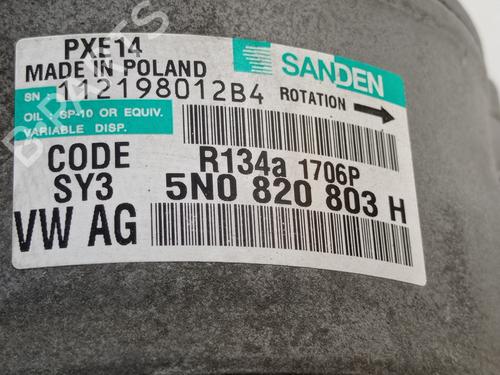 PXE14
MADE IN POLAND
SANDEN
SN : 112198012B4
ROTATION
OIL : SP-10 OR EQUIV.
VARIABLE DISP.
CODE
SY3
R134a 1706P
5N0 820 803 H
VW AG